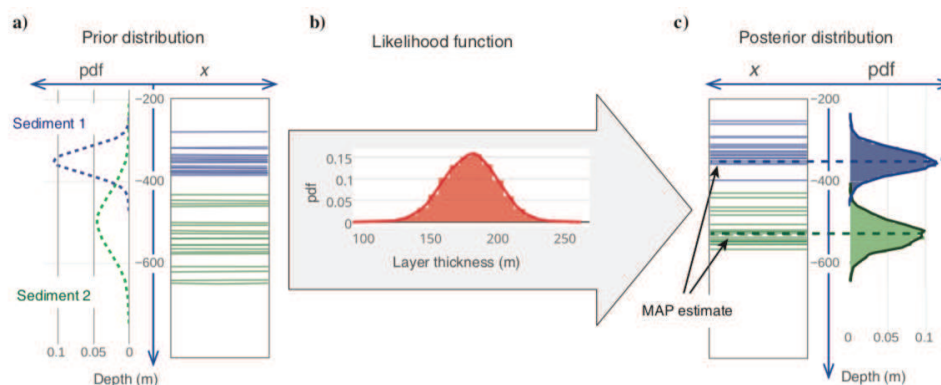 a)
Prior distribution
pdf
x
−200
Sediment 1
−400
−600
Sediment 2
0.1
0.05
0
Depth (m)
b)
Likelihood function
pdf
0.15
0.1
0.05
0
100
150
200
250
Layer thickness (m)
c)
Posterior distribution
x
pdf
−200
−400
−600
MAP estimate
0
0.05
0.1
Depth (m)